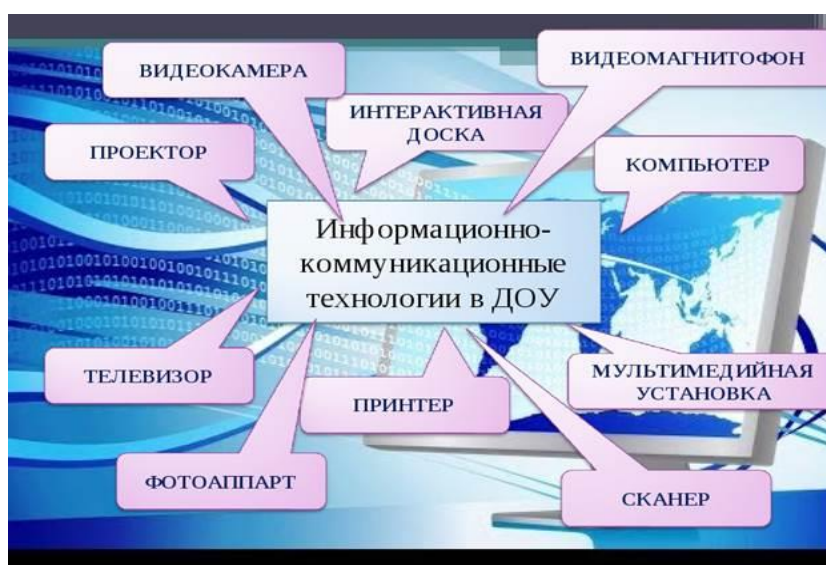 ВИДЕОКАМЕРА
ВИДЕОМАГНИТОФОН
ИНТЕРАКТИВНАЯ
ДОСКА
ПРОЕКТОР
КОМПЬЮТЕР
Информационно-
коммуникационные
технологии в ДОУ
ТЕЛЕВИЗОР
ПРИНТЕР
МУЛЬТИМЕДИЙНАЯ
УСТАНОВКА
ФОТОАППАРТ
СКАНЕР